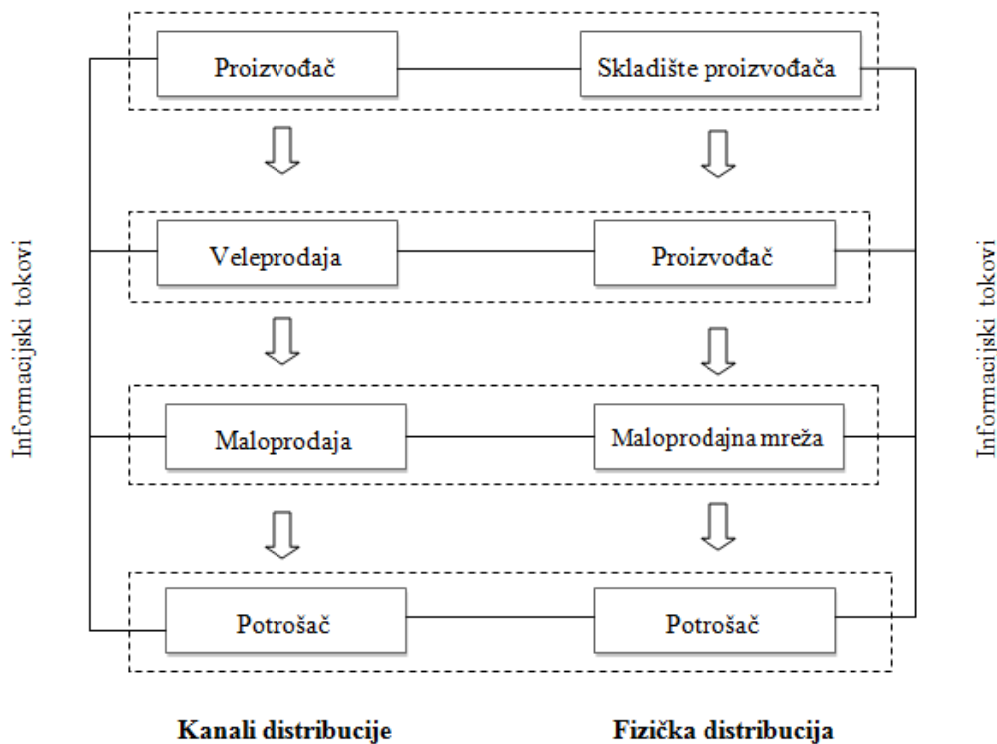 Proizvođač
Skladište proizvođača
Veleprodaja
Proizvođač
Informacijski tokovi
Informacijski tokovi
Maloprodaja
Maloprodajna mreža
Potrošač
Potrošač
Kanali distribucije
Fizička distribucija